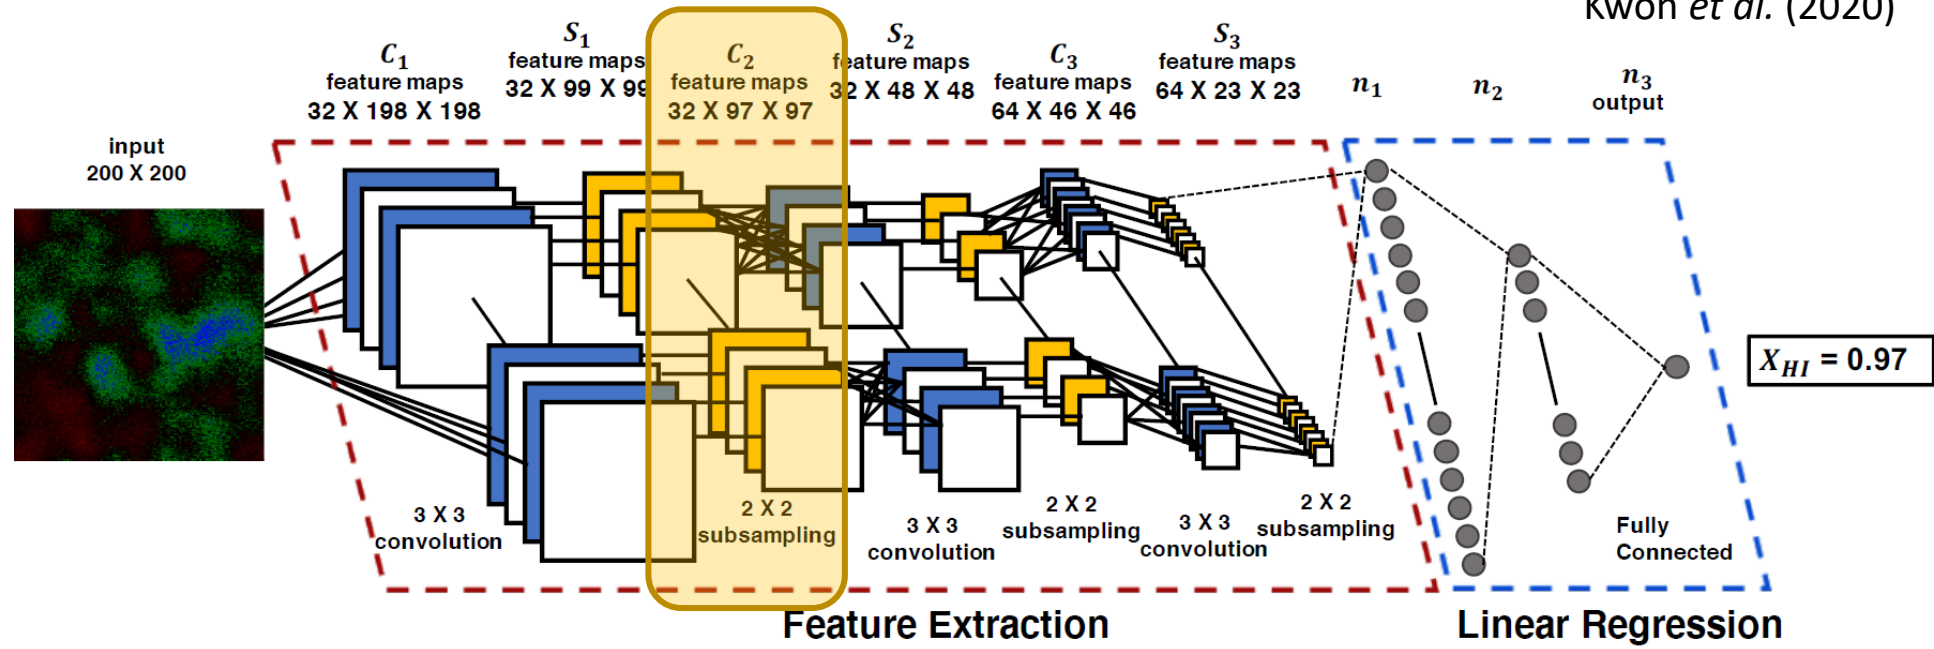 Kwon et al. (2020)
input
200 X 200
C1
feature maps
32 X 198 X 198
S1
feature maps
32 X 99 X 99
C2
feature maps
32 X 97 X 97
S2
feature maps
32 X 48 X 48
C3
feature maps
64 X 46 X 46
S3
feature maps
64 X 23 X 23
n1
n2
n3
output
XHI = 0.97
3 X 3
convolution
2 X 2
subsampling
3 X 3
convolution
2 X 2
subsampling
3 X 3
convolution
2 X 2
subsampling
Fully
Connected
Feature Extraction
Linear Regression